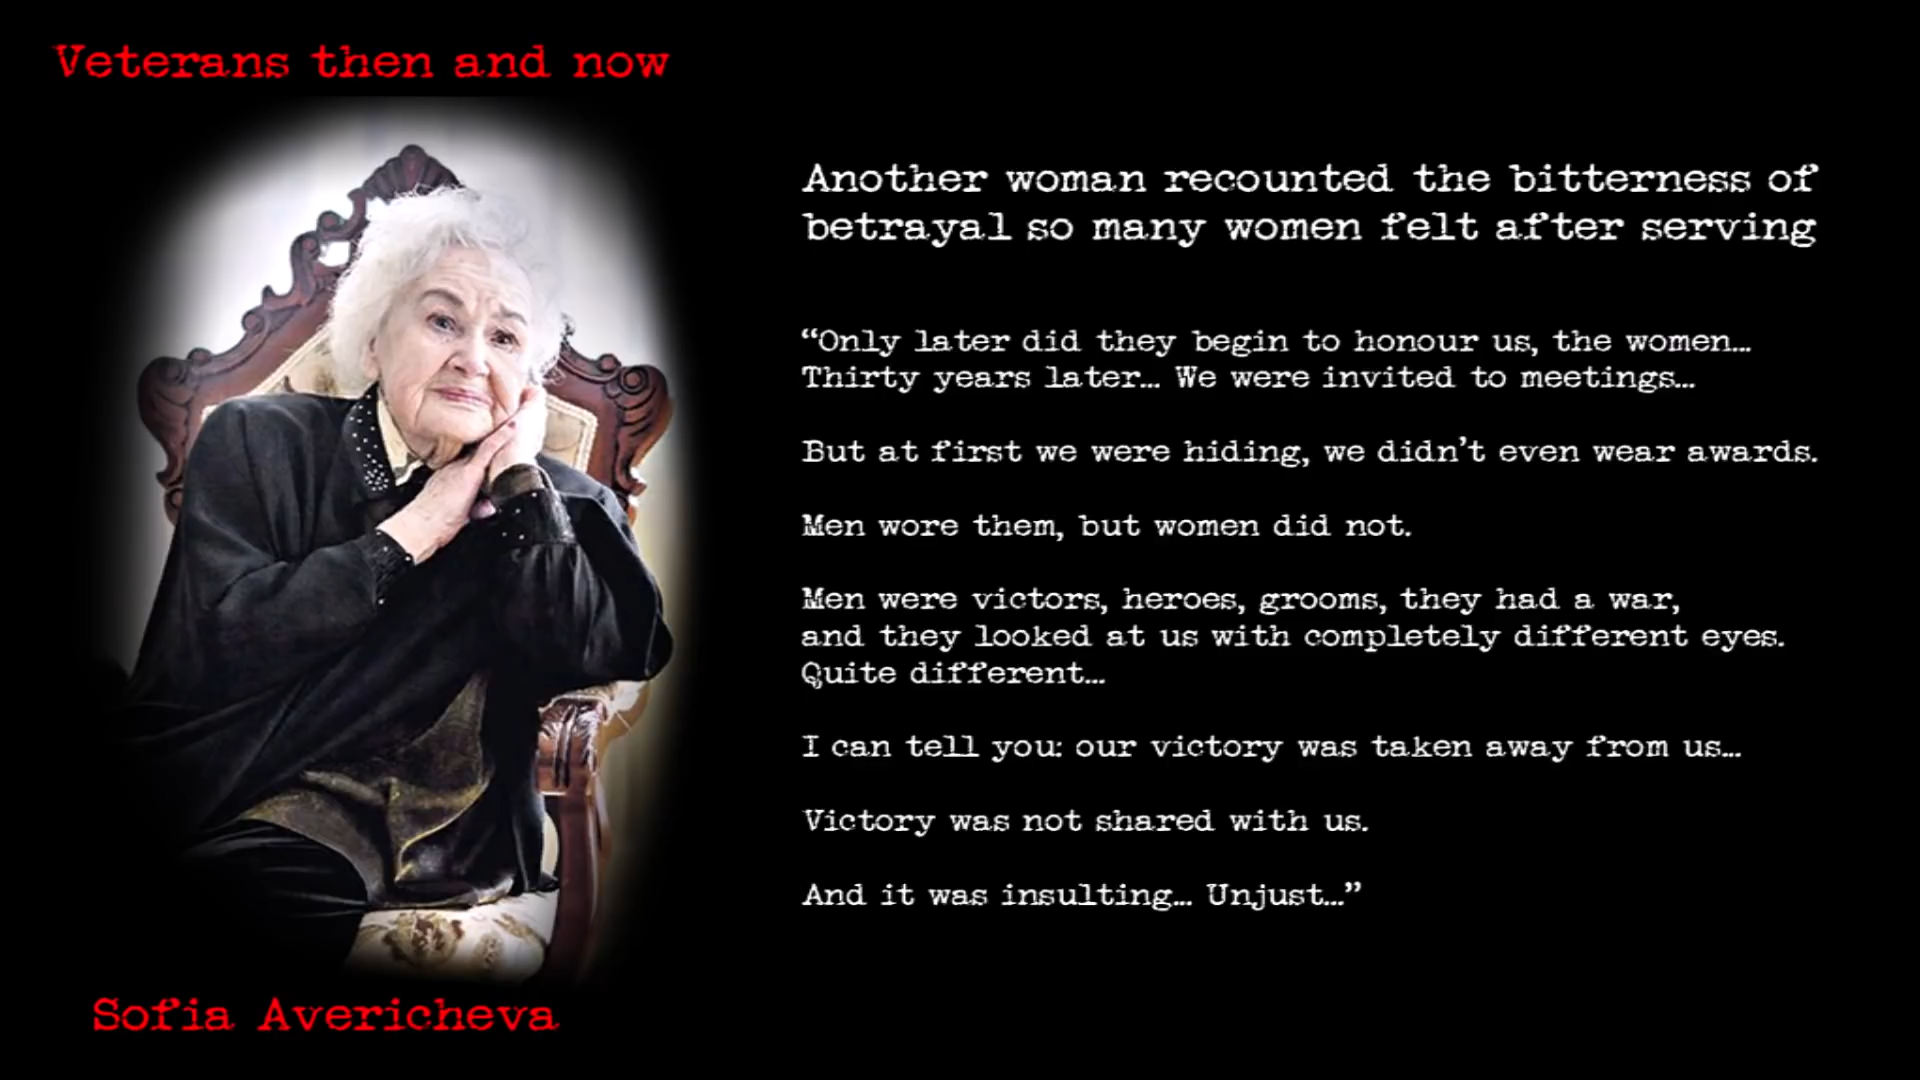 Veterans then and now
Another woman recounted the bitterness of
betrayal so many women felt after serving
“Only later did they begin to honour us, the women…
Thirty years later… We were invited to meetings…
But at first we were hiding, we didn’t even wear awards.
Men wore them, but women did not.
Men were victors, heroes, grooms, they had a war,
and they looked at us with completely different eyes.
Quite different…
I can tell you: our victory was taken away from us…
Victory was not shared with us.
And it was insulting… Unjust…”
Sofia Avericheva